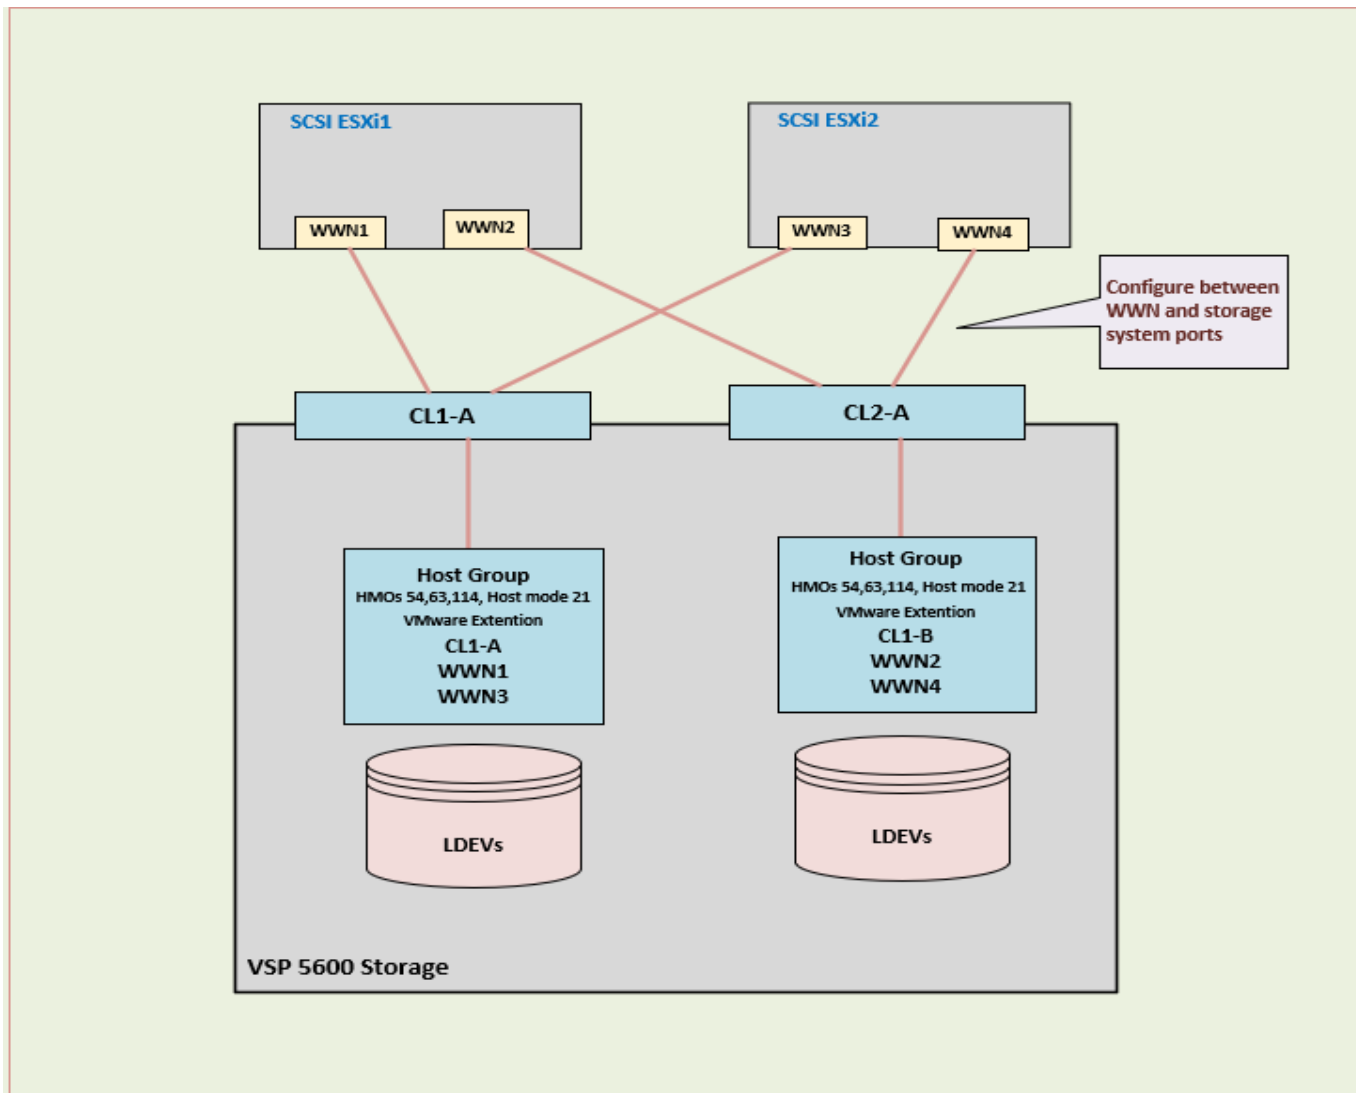 SCSI ESXi1
SCSI ESXi2
WWN1
WWN2
WWN3
WWN4
Configure between
WWN and storage
system ports
CL1-A
CL2-A
Host Group
HMOs 54,63,114, Host mode 21
VMware Extention
CL1-A
WWN1
WWN3
Host Group
HMOs 54,63,114, Host mode 21
VMware Extention
CL1-B
WWN2
WWN4
LDEVs
LDEVs
VSP 5600 Storage